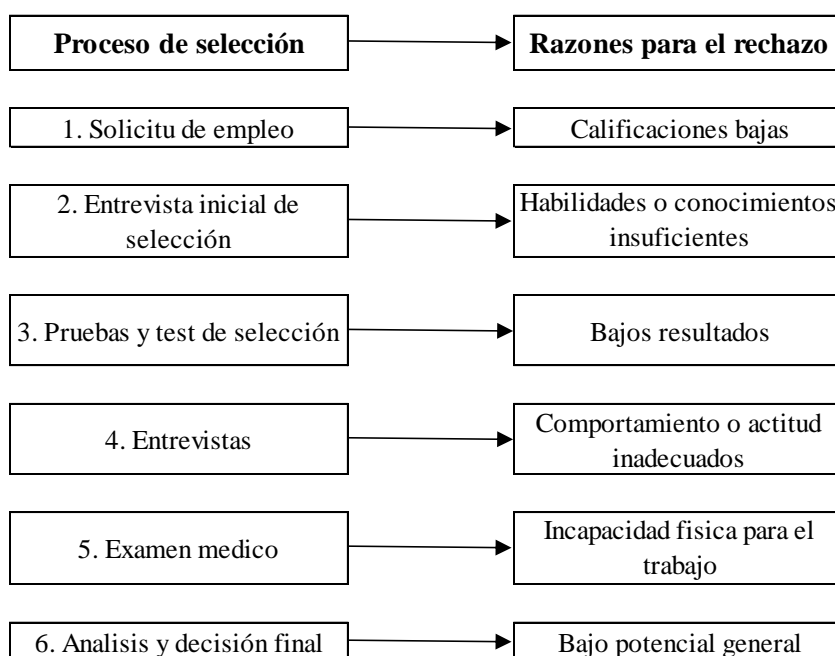 Proceso de selección
Razones para el rechazo
1. Solicitu de empleo
Calificaciones bajas
2. Entrevista inicial de
selección
Habilidades o conocimientos
insuficientes
3. Pruebas y test de selección
Bajos resultados
4. Entrevistas
Comportamiento o actitud
inadecuados
5. Examen medico
Incapacidad fisica para el
trabajo
6. Analisis y decisión final
Bajo potencial general